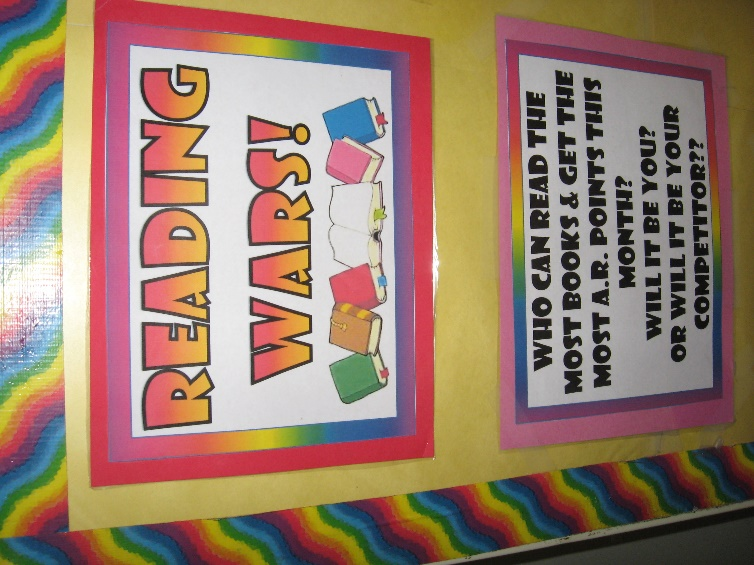 READING
WARS!
WHO CAN READ THE
MOST BOOKS & GET THE
MOST A.R. POINTS THIS
MONTH?
WILL IT BE YOU?
OR WILL IT BE YOUR
COMPETITOR??